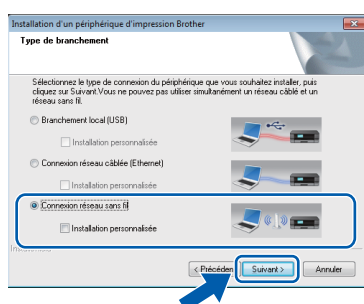 Installation d'un périphérique d'impression Brother
Type de branchement
Sélectionnez le type de connexion du périphérique que vous souhaitez installer, puis
cliquez sur Suivant.Vous ne pouvez pas utiliser simultanément un réseau câblé et un
réseau sans fil.
Branchement local (USB)
Installation personnalisée
Connexion réseau câblée (Ethernet)
Installation personnalisée
Connexion réseau sans fil
Installation personnalisée
< Précéden Suivant > Annuler